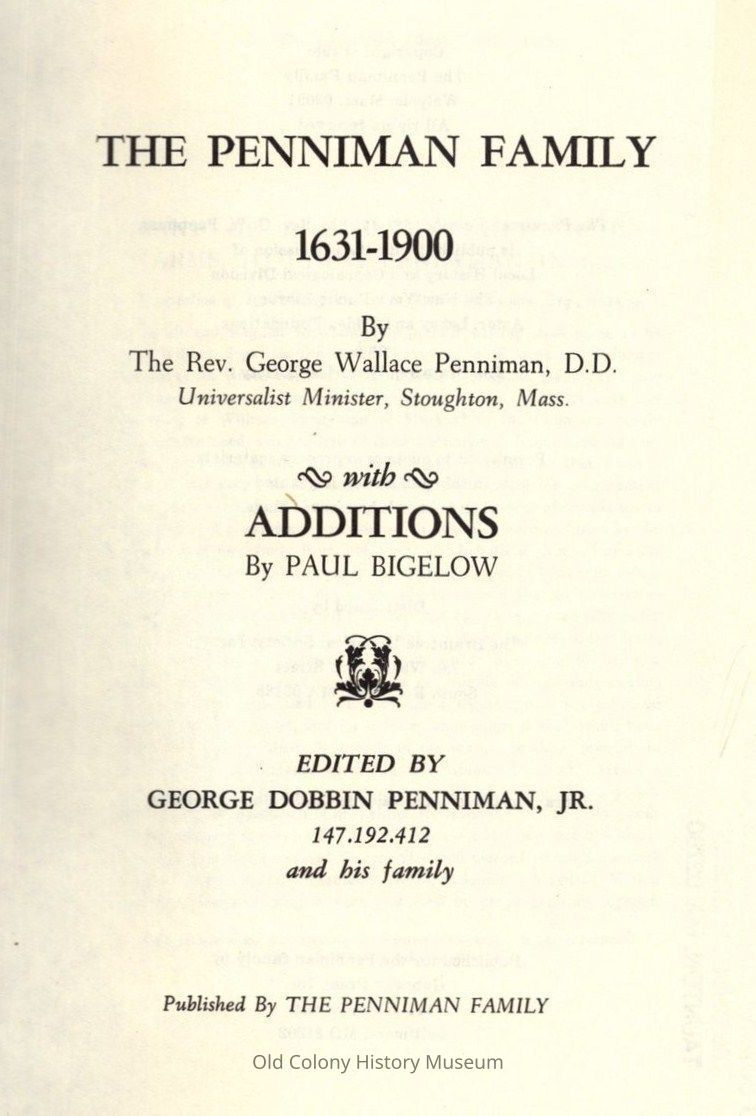 THE PENNIMAN FAMILY
1631-1900
By
The Rev. George Wallace Penniman, D.D.
Universalist Minister, Stoughton, Mass.
with
ADDITIONS
By PAUL BIGELOW
EDITED BY
GEORGE DOBBIN PENNIMAN, JR.
147.192.412
and his family
Published By THE PENNIMAN FAMILY
Old Colony History Museum